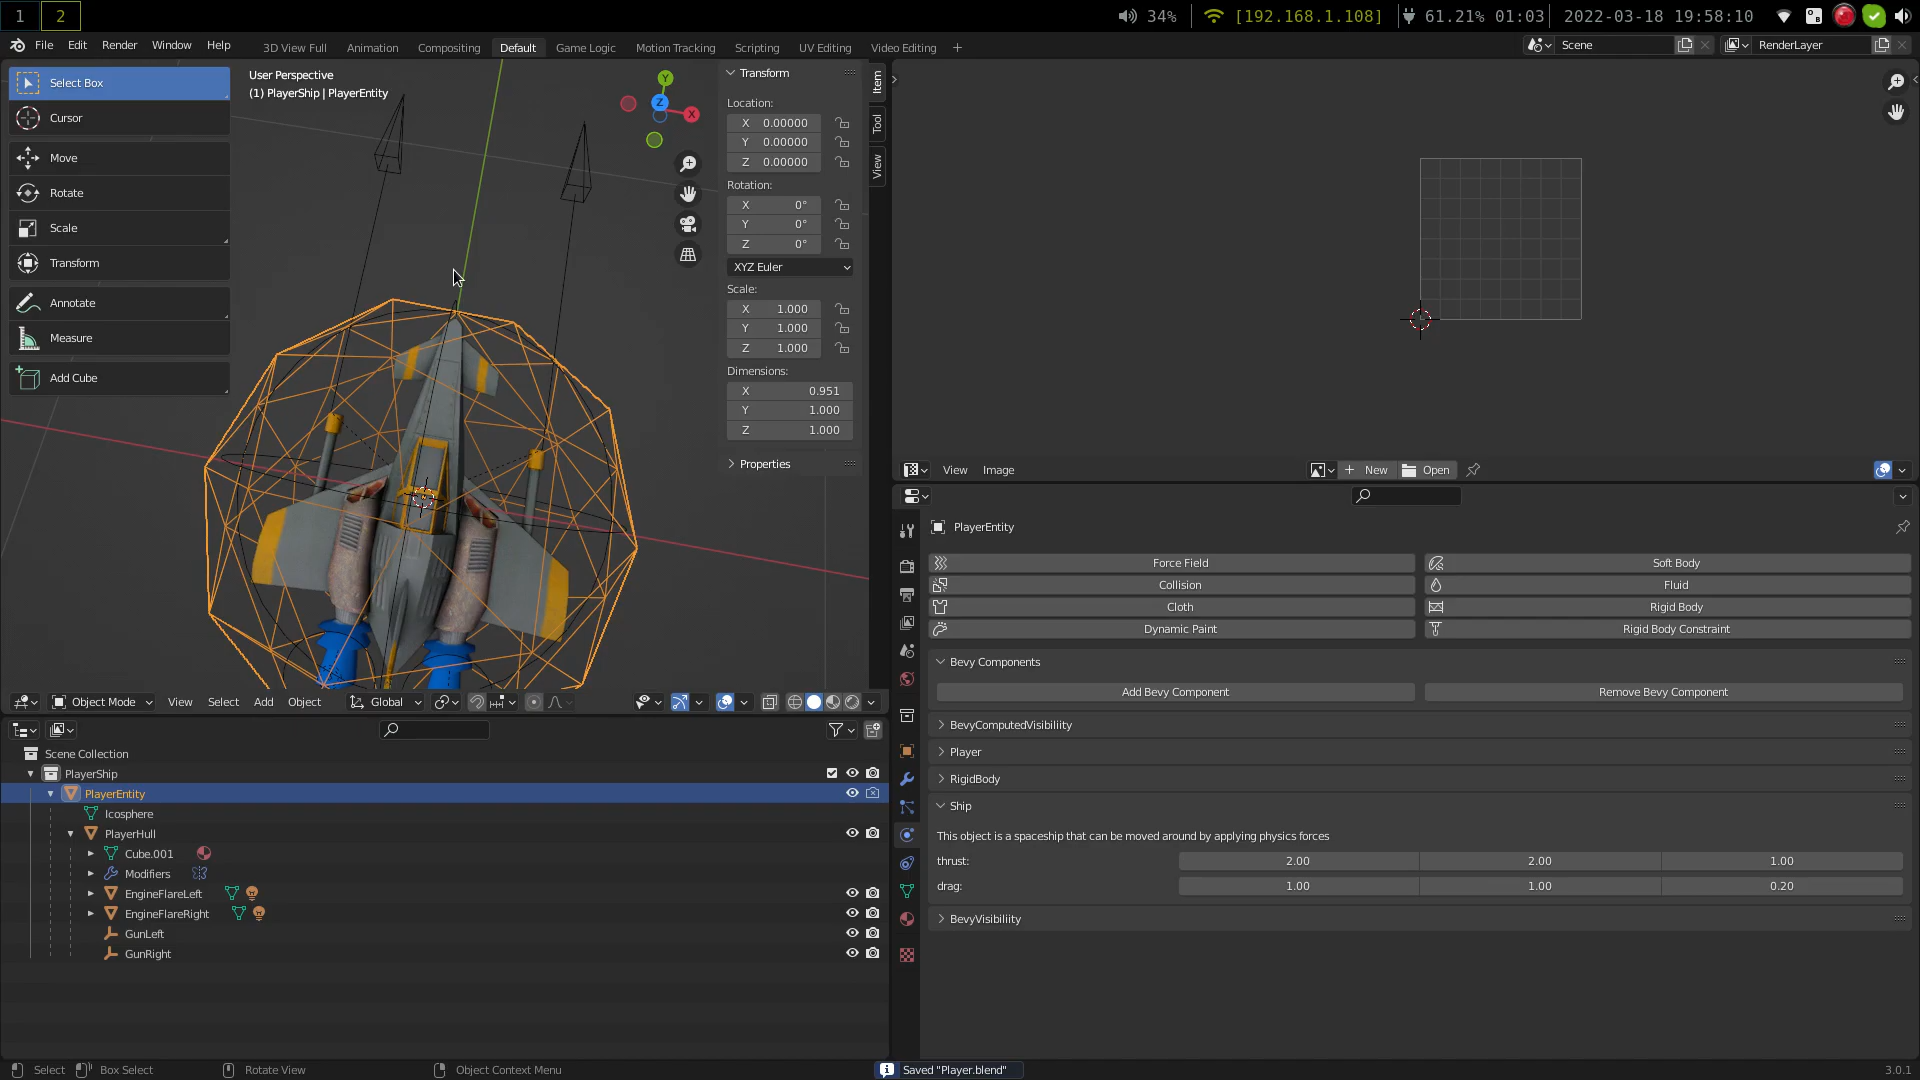 1 2 34% [192.168.1.108] 61.21% 01:03 2022-03-18 19:58:10
File Edit Render Window Help 3D View Full Animation Compositing Default Game Logic Motion Tracking Scripting UV Editing Video Editing + Scene RenderLayer
Select Box
Cursor
Move
Rotate
Scale
Transform
Annotate
Measure
Add Cube
User Perspective
(1) PlayerShip | PlayerEntity
Y
Z
X
Transform
Location:
X 0.00000
Y 0.00000
Z 0.00000
Rotation:
X 0°
Y 0°
Z 0°
XYZ Euler
Scale:
X 1.000
Y 1.000
Z 1.000
Dimensions:
X 0.951
Y 1.000
Z 1.000
Properties
Item
Tool
View
View Image New Open
Object Mode View Select Add Object Global
Scene Collection
PlayerShip
PlayerEntity
Icosphere
PlayerHull
Cube.001
Modifiers
EngineFlareLeft
EngineFlareRight
GunLeft
GunRight
PlayerEntity
Force Field Soft Body
Collision Fluid
Cloth Rigid Body
Dynamic Paint Rigid Body Constraint
Bevy Components
Add Bevy Component Remove Bevy Component
BevyComputedVisibiliity
Player
RigidBody
Ship
This object is a spaceship that can be moved around by applying physics forces
thrust: 2.00 2.00 1.00
drag: 1.00 1.00 0.20
BevyVisibiliity
Select Box Select Rotate View Object Context Menu Saved "Player.blend" 3.0.1